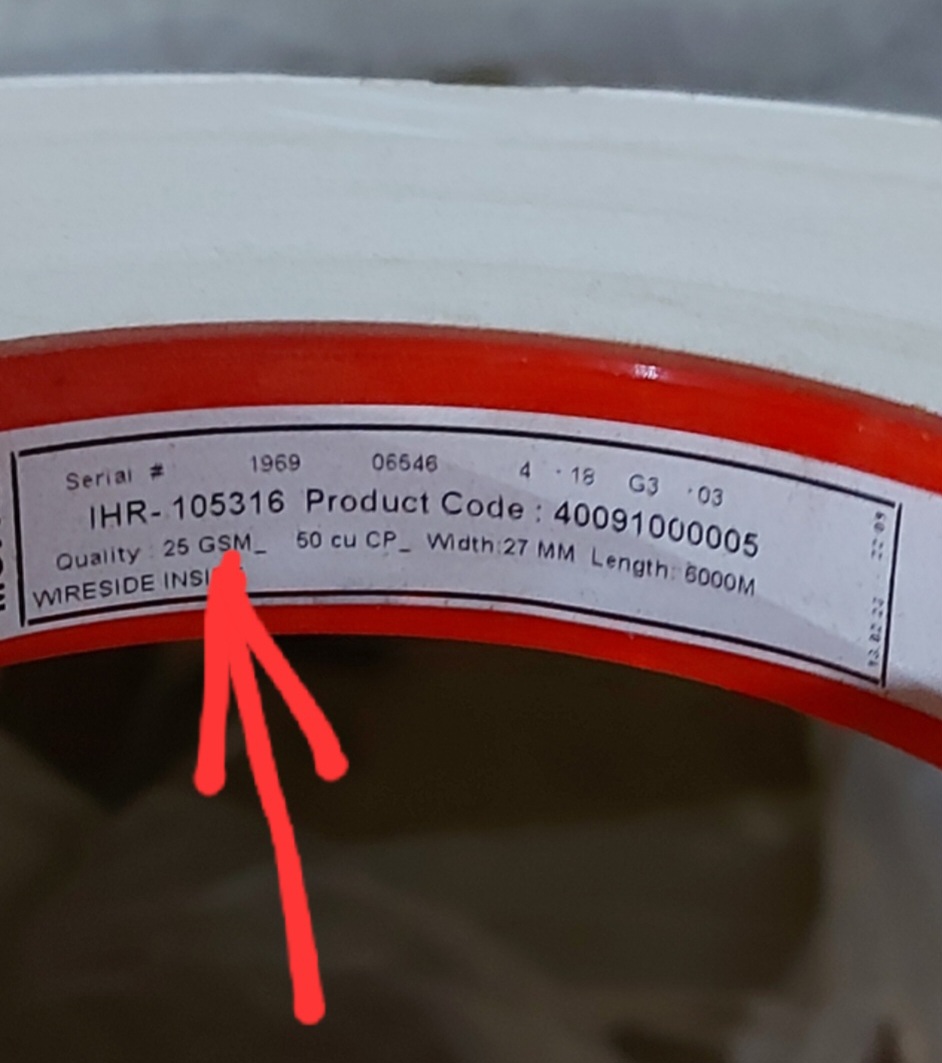 Serial # 1969 06546 4 · 18 G3 · 03
IHR- 105316 Product Code : 40091000005
Quality : 25 GSM_ 50 cu CP_ Width:27 MM Length: 6000M
WIRESIDE